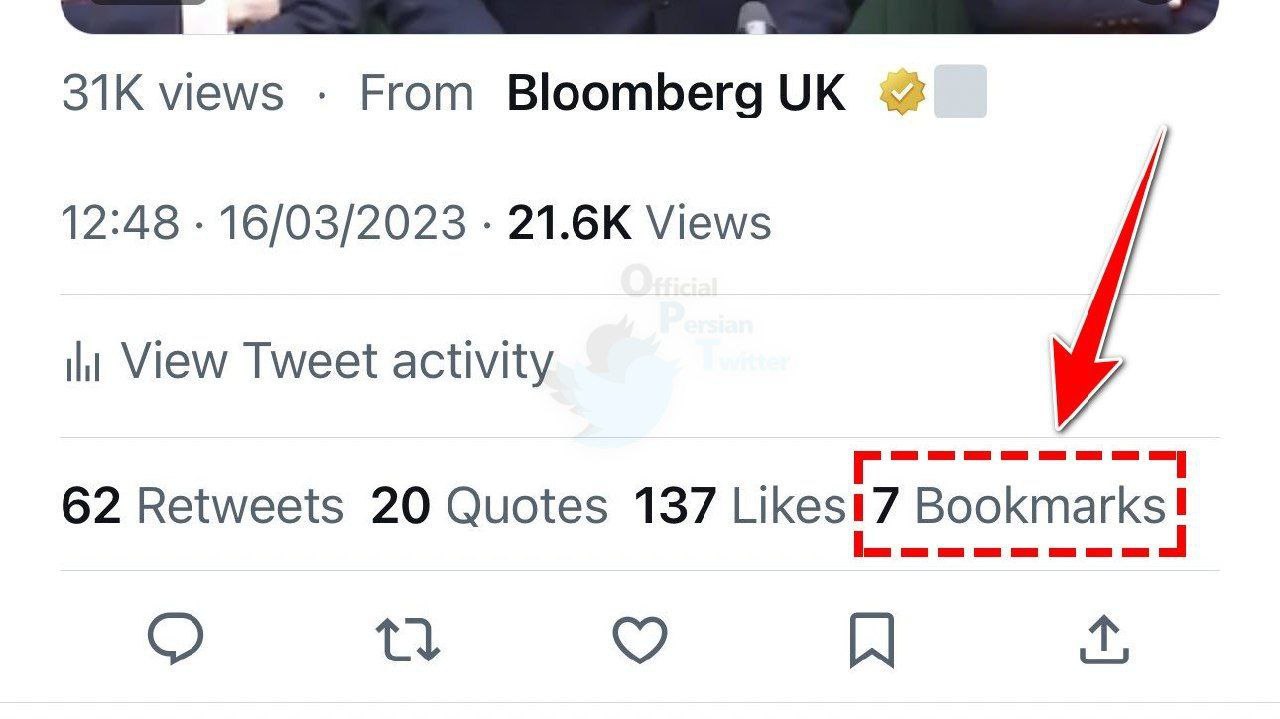 31K views · From Bloomberg UK
12:48 · 16/03/2023 · 21.6K Views
Official
Persian
Twitter
View Tweet activity
62 Retweets 20 Quotes 137 Likes 7 Bookmarks